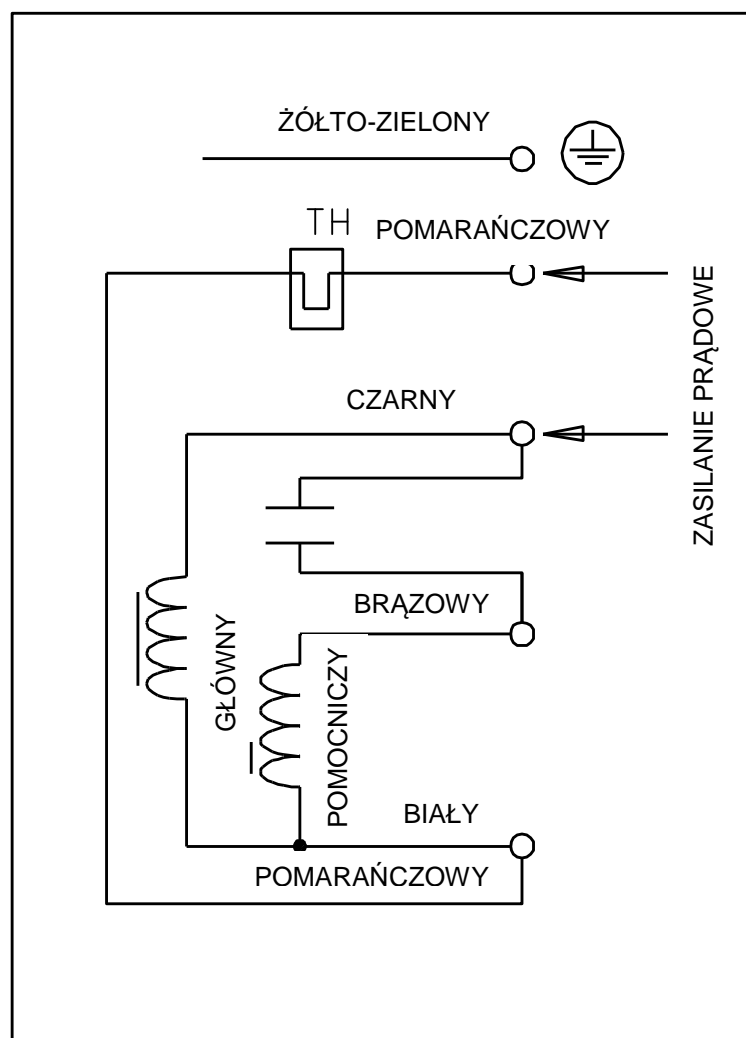 ŻÓŁTO-ZIELONY
TH
POMARAŃCZOWY
ZASILANIE PRĄDOWE
CZARNY
BRĄZOWY
GŁÓWNY
POMOCNICZY
BIAŁY
POMARAŃCZOWY